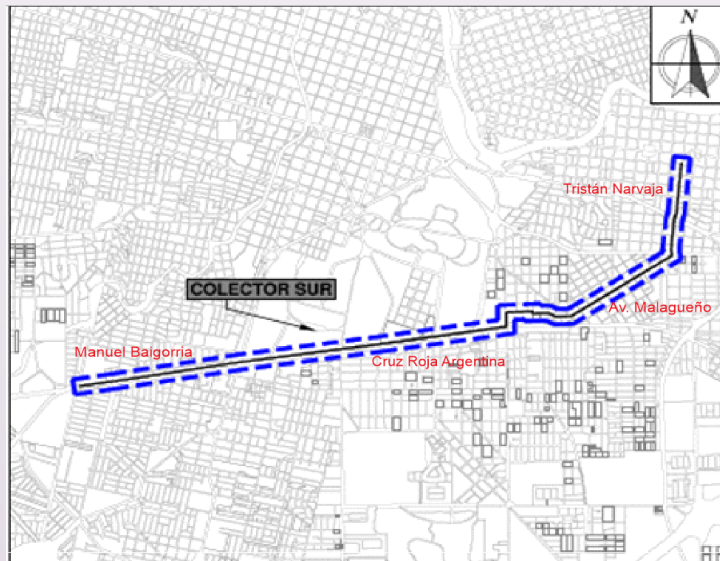 N
Tristán Narvaja
COLECTOR SUR
Av. Malagueño
Manuel Baigorria
Cruz Roja Argentina